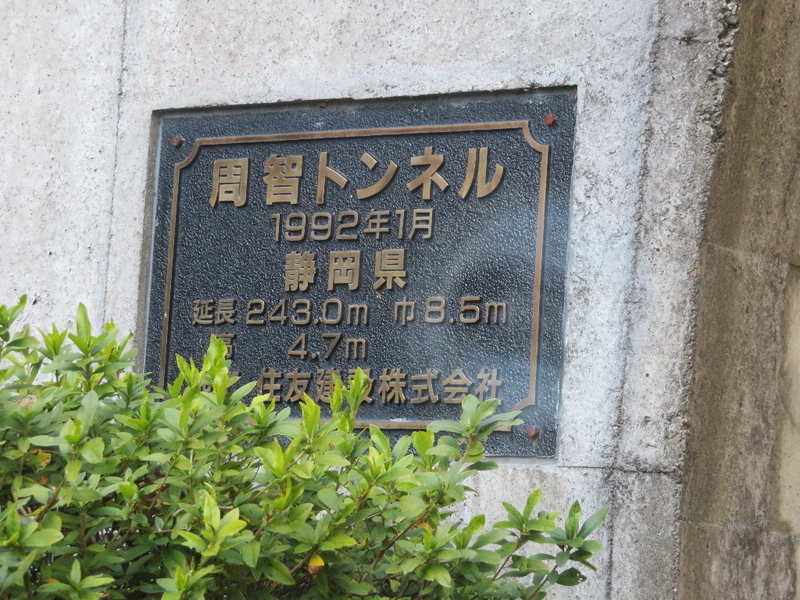 周智トンネル
1992年1月
静岡県
延長 243.0m 巾 8.5m
高 4.7m
住友建設株式会社